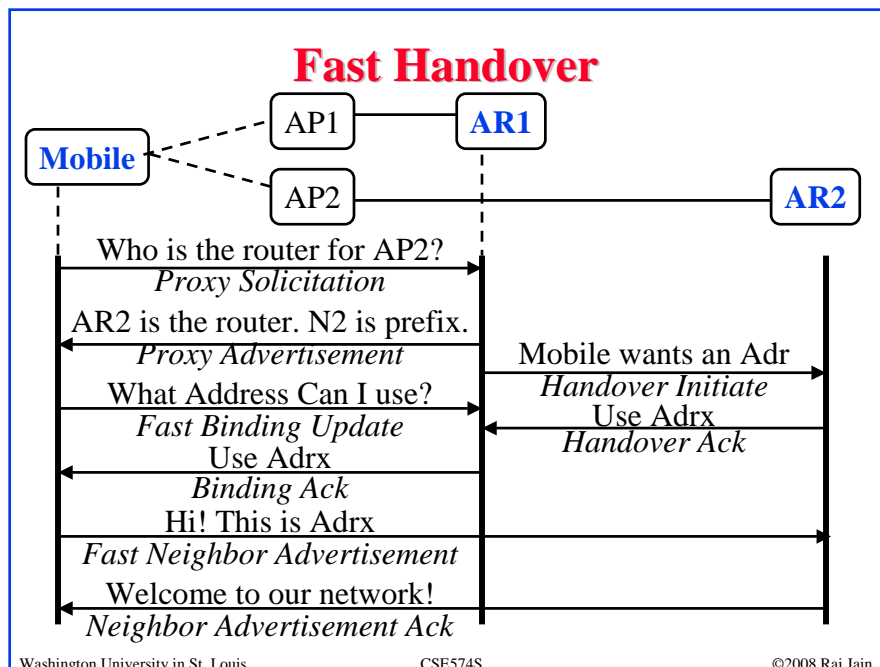 Fast Handover
AP1
AR1
Mobile
AP2
AR2
Who is the router for AP2?
Proxy Solicitation
AR2 is the router. N2 is prefix.
Proxy Advertisement
Mobile wants an Adr
Handover Initiate
What Address Can I use?
Fast Binding Update
Use Adrx
Handover Ack
Use Adrx
Binding Ack
Hi! This is Adrx
Fast Neighbor Advertisement
Welcome to our network!
Neighbor Advertisement Ack
Washington University in St. Louis
CSE574S
©2008 Raj Jain